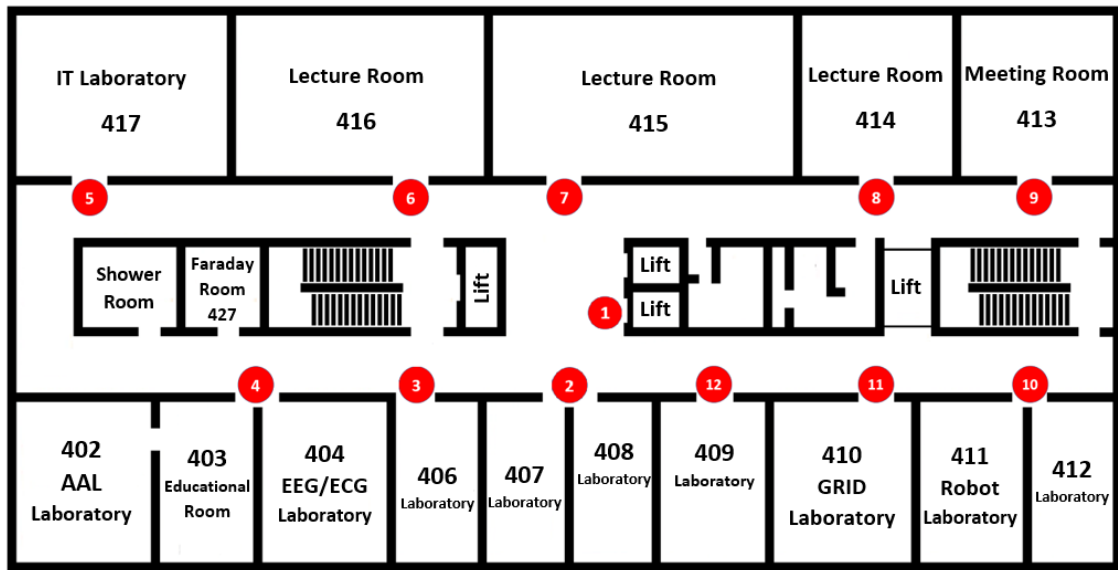 IT Laboratory
417
Lecture Room
416
Lecture Room
415
Lecture Room
414
Meeting Room
413
5
6
7
8
9
Shower
Room
Faraday
Room
427
Lift
Lift
Lift
Lift
1
4
3
2
12
11
10
402
AAL
Laboratory
403
Educational
Room
404
EEG/ECG
Laboratory
406
Laboratory
407
Laboratory
408
Laboratory
409
Laboratory
410
GRID
Laboratory
411
Robot
Laboratory
412
Laboratory